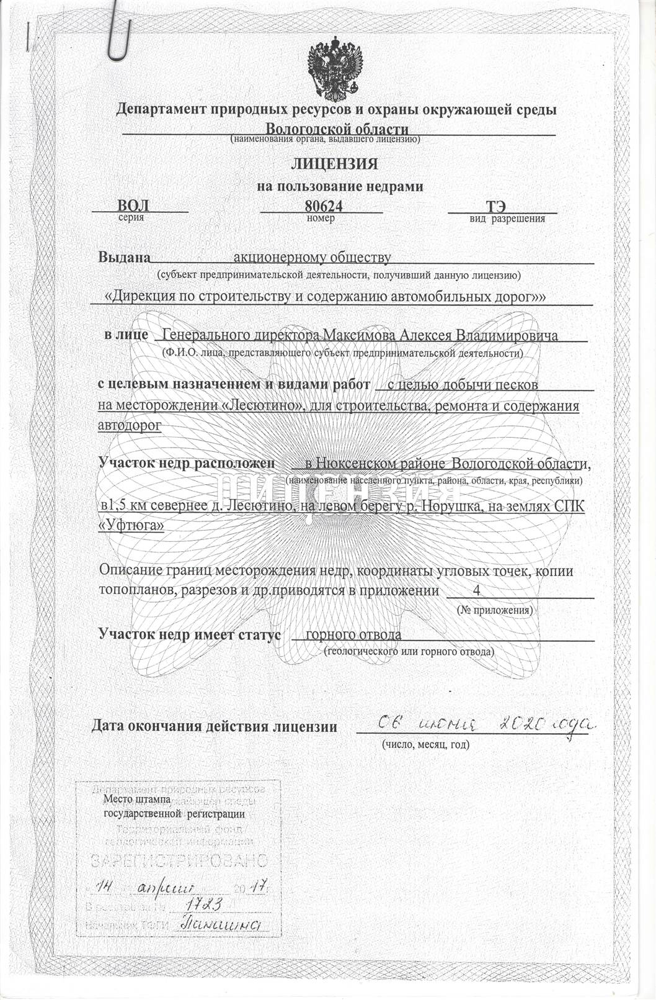 Департамент природных ресурсов и охраны окружающей среды
Вологодской области
(наименования органа, выдавшего лицензию)
ЛИЦЕНЗИЯ
на пользование недрами
ВОЛ 80624 ТЭ
серия номер вид разрешения
Выдана акционерному обществу
(субъект предпринимательской деятельности, получивший данную лицензию)
«Дирекция по строительству и содержанию автомобильных дорог»»
в лице Генерального директора Максимова Алексея Владимировича
(Ф.И.О. лица, представляющего субъект предпринимательской деятельности)
с целевым назначением и видами работ с целью добычи песков
на месторождении «Лесютино», для строительства, ремонта и содержания
автодорог
Участок недр расположен в Нюксенском районе Вологодской области,
(наименование населенного пункта, района, области, края, республики)
ЛИЦЕНЗИЯ
в1,5 км севернее д. Лесютино, на левом берегу р. Норушка, на землях СПК
«Уфтюга»
Описание границ месторождения недр, координаты угловых точек, копии
топопланов, разрезов и др.приводятся в приложении 4
(№ приложения)
Участок недр имеет статус горного отвода
(геологического или горного отвода)
Дата окончания действия лицензии 06 июня 2020 года.
(число, месяц, год)
Департамент природных ресурсов
Место штампа
и охраны окружающей среды
государственной регистрации
Территориальный фонд
геологической информации
ЗАРЕГИСТРИРОВАНО
«14 апреля 2017г.
В реестре за № 1723
Начальник ТФГИ Панашина